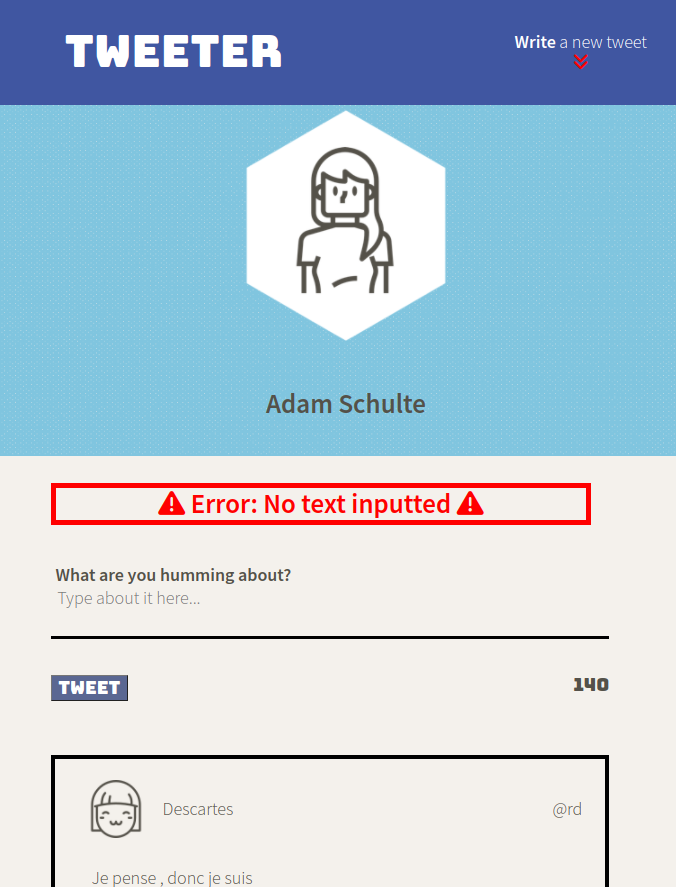 TWEETER
Write a new tweet
Adam Schulte
Error: No text inputted
What are you humming about?
Type about it here...
TWEET
140
Descartes
@rd
Je pense , donc je suis